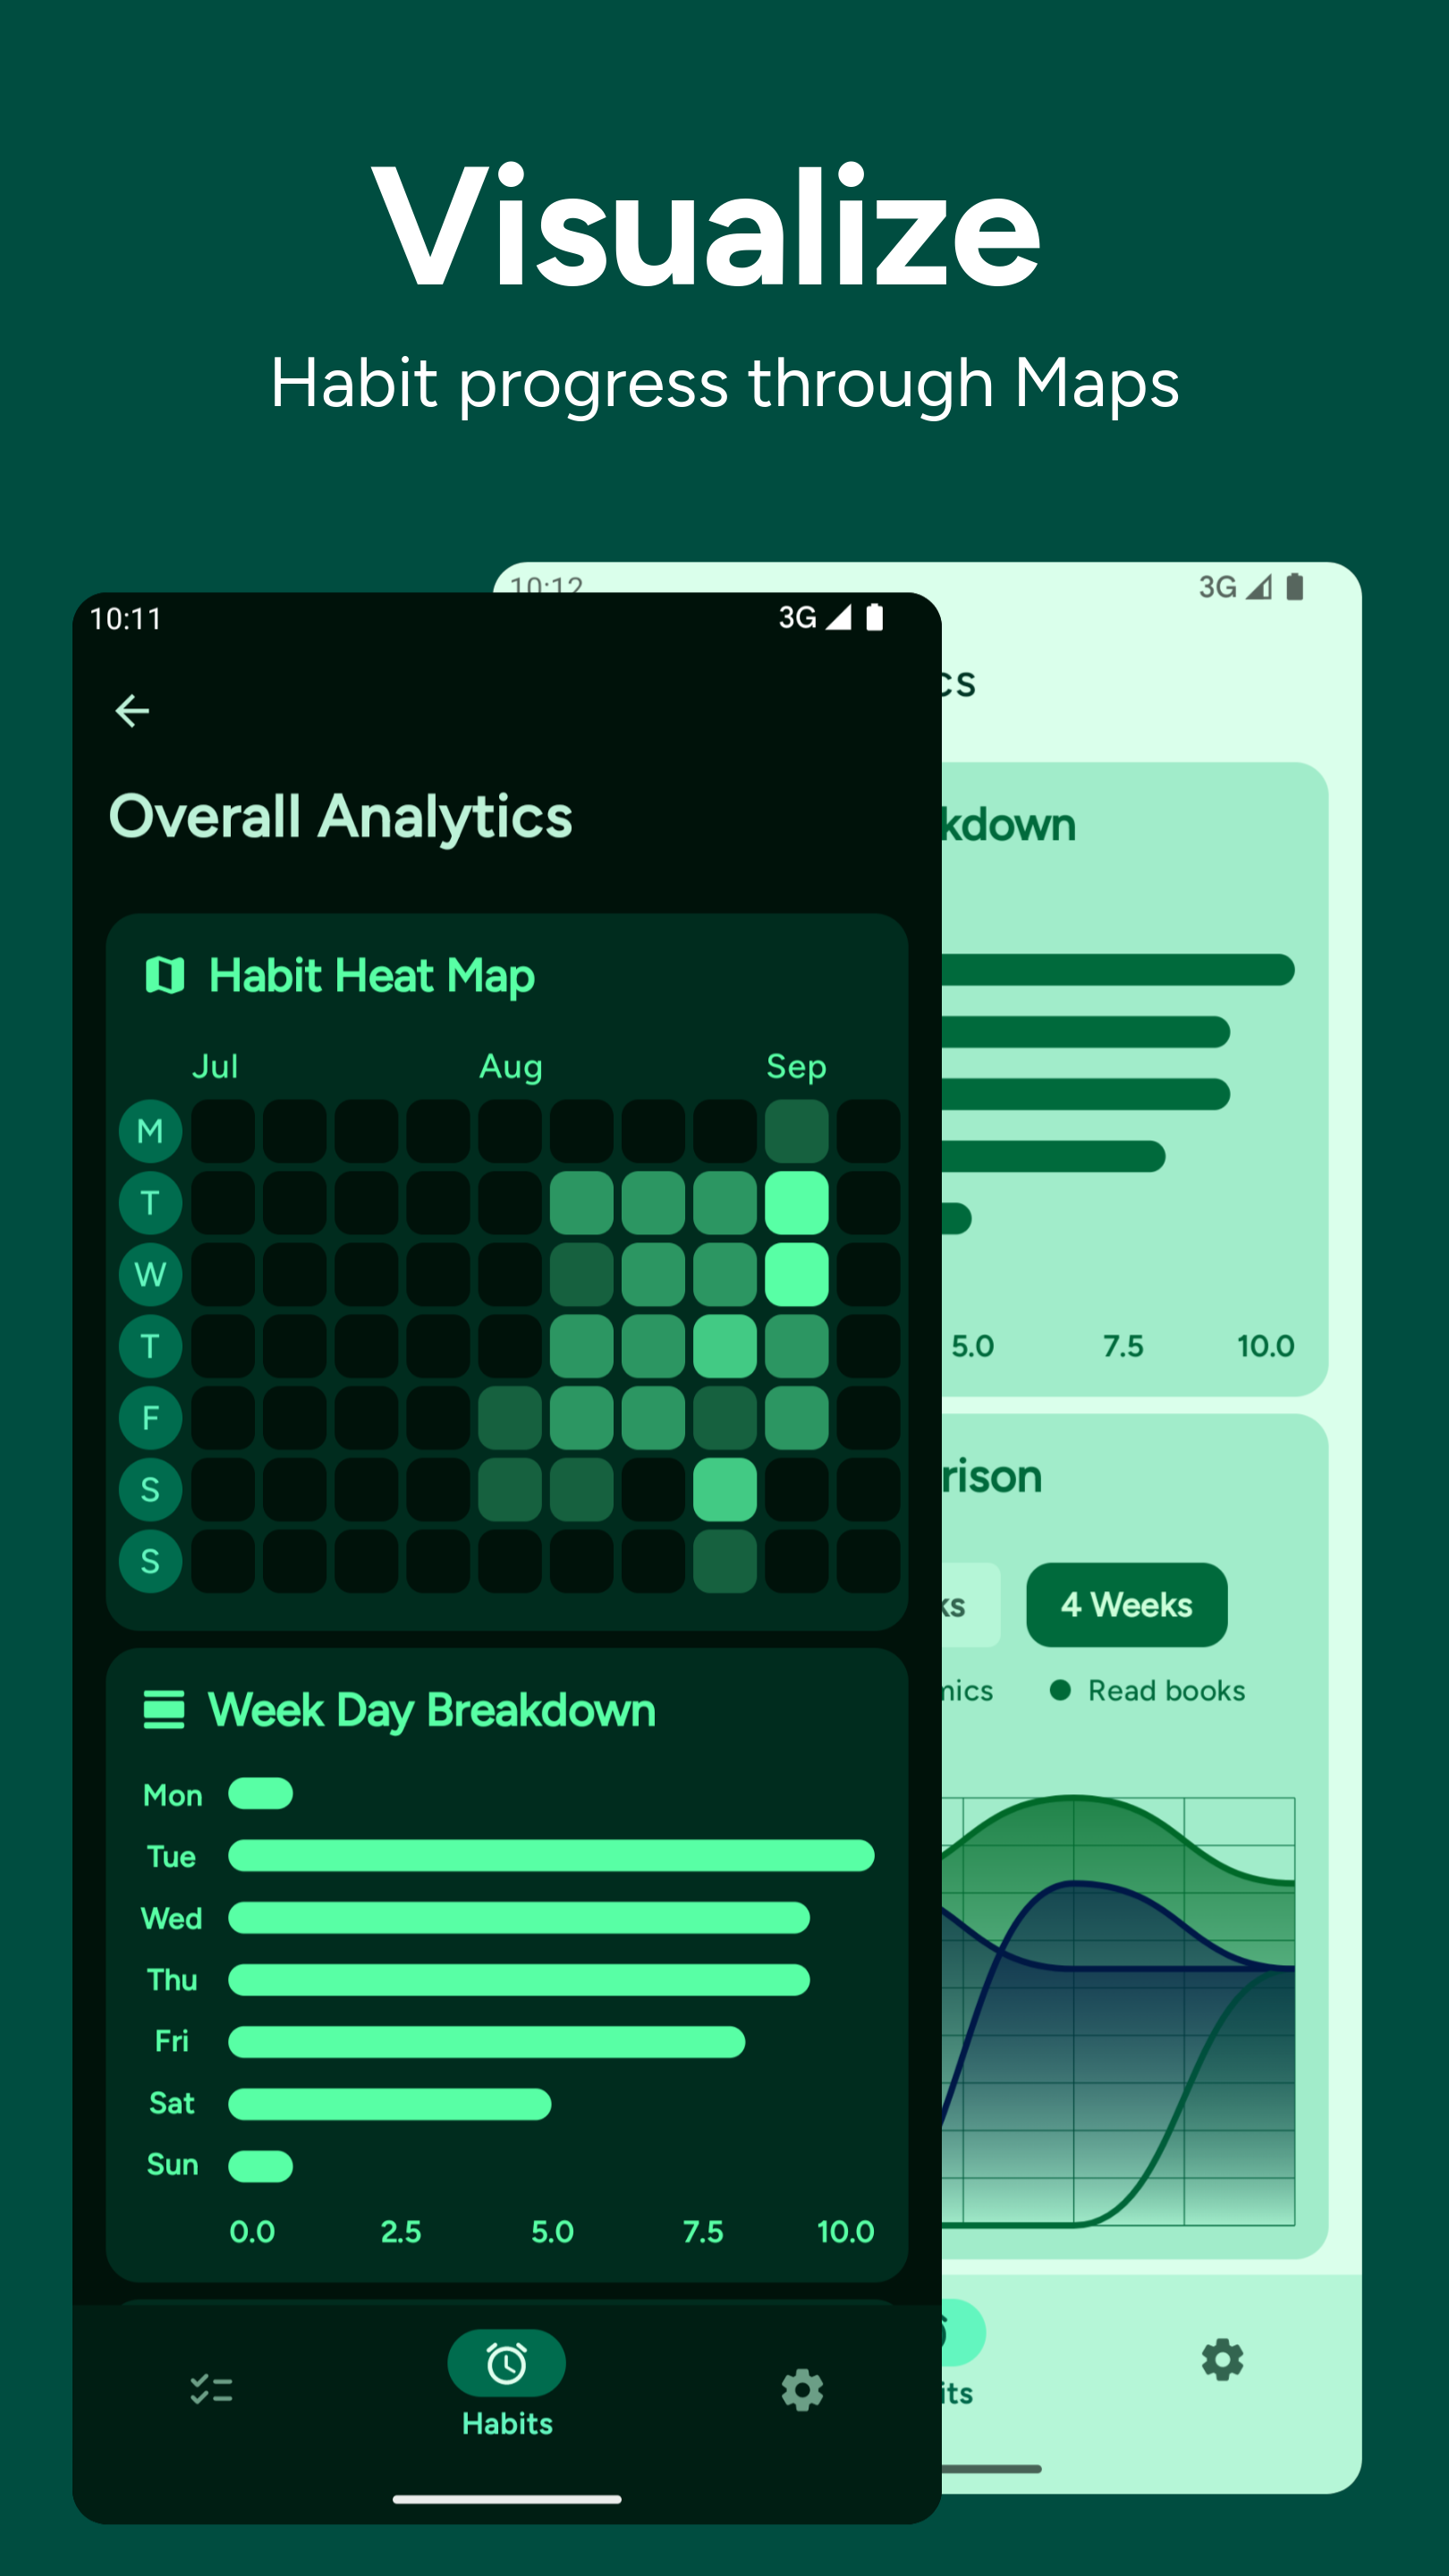 Visualize
Habit progress through Maps
10:11
3G
Overall Analytics
Habit Heat Map
Jul Aug Sep
M
T
W
T
F
S
S
Week Day Breakdown
Mon
Tue
Wed
Thu
Fri
Sat
Sun
0.0 2.5 5.0 7.5 10.0
Habits
10:12
3G
cs
kdown
5.0 7.5 10.0
rison
ks
4 Weeks
mics
Read books
its